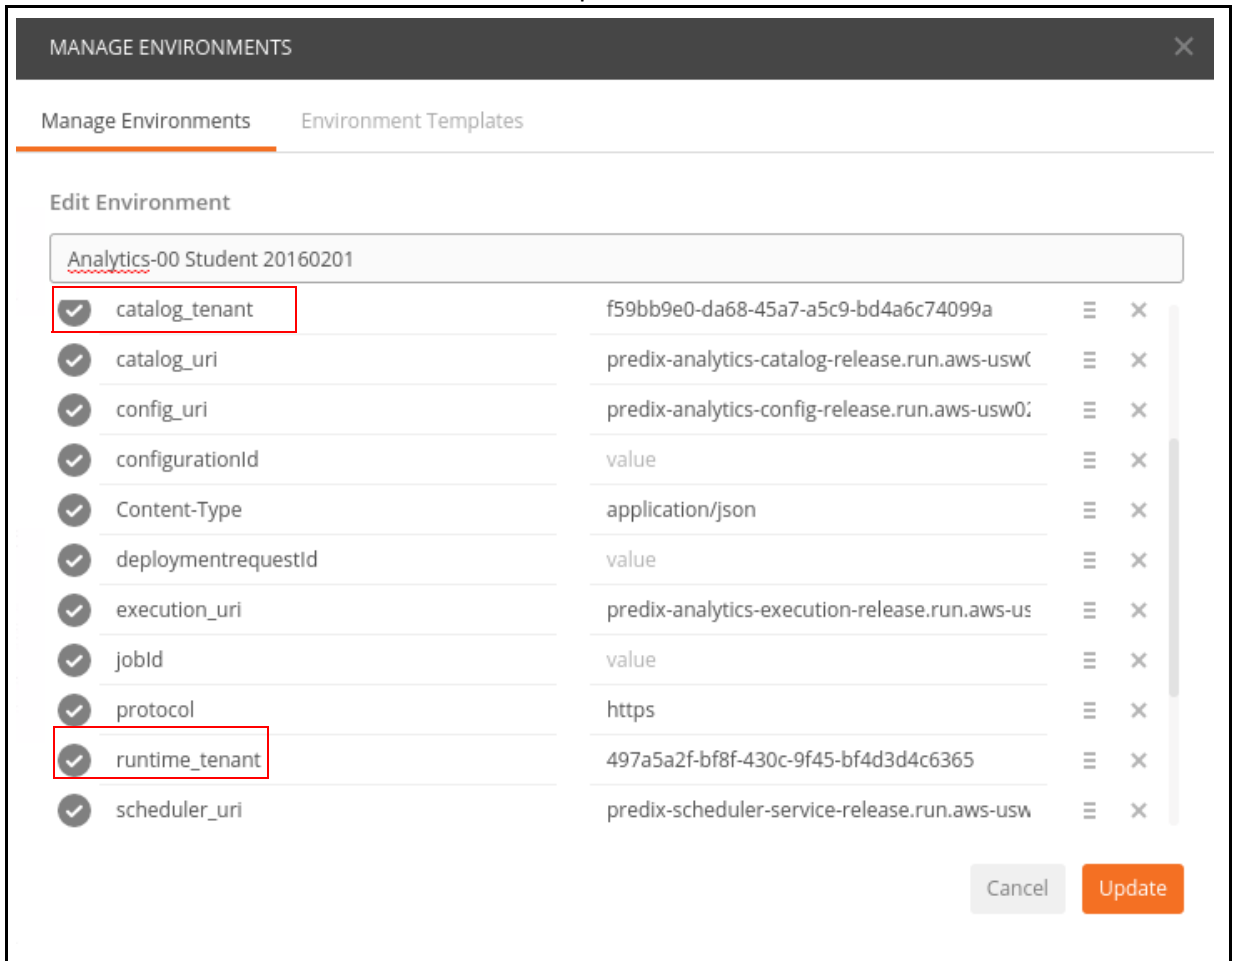 MANAGE ENVIRONMENTS
Manage Environments Environment Templates
Edit Environment
Analytics-00 Student 20160201
catalog_tenant f59bb9e0-da68-45a7-a5c9-bd4a6c74099a
catalog_uri predix-analytics-catalog-release.run.aws-usw0
config_uri predix-analytics-config-release.run.aws-usw02
configurationId value
Content-Type application/json
deploymentrequestId value
execution_uri predix-analytics-execution-release.run.aws-us
jobId value
protocol https
runtime_tenant 497a5a2f-bf8f-430c-9f45-bf4d3d4c6365
scheduler_uri predix-scheduler-service-release.run.aws-usw
Cancel Update